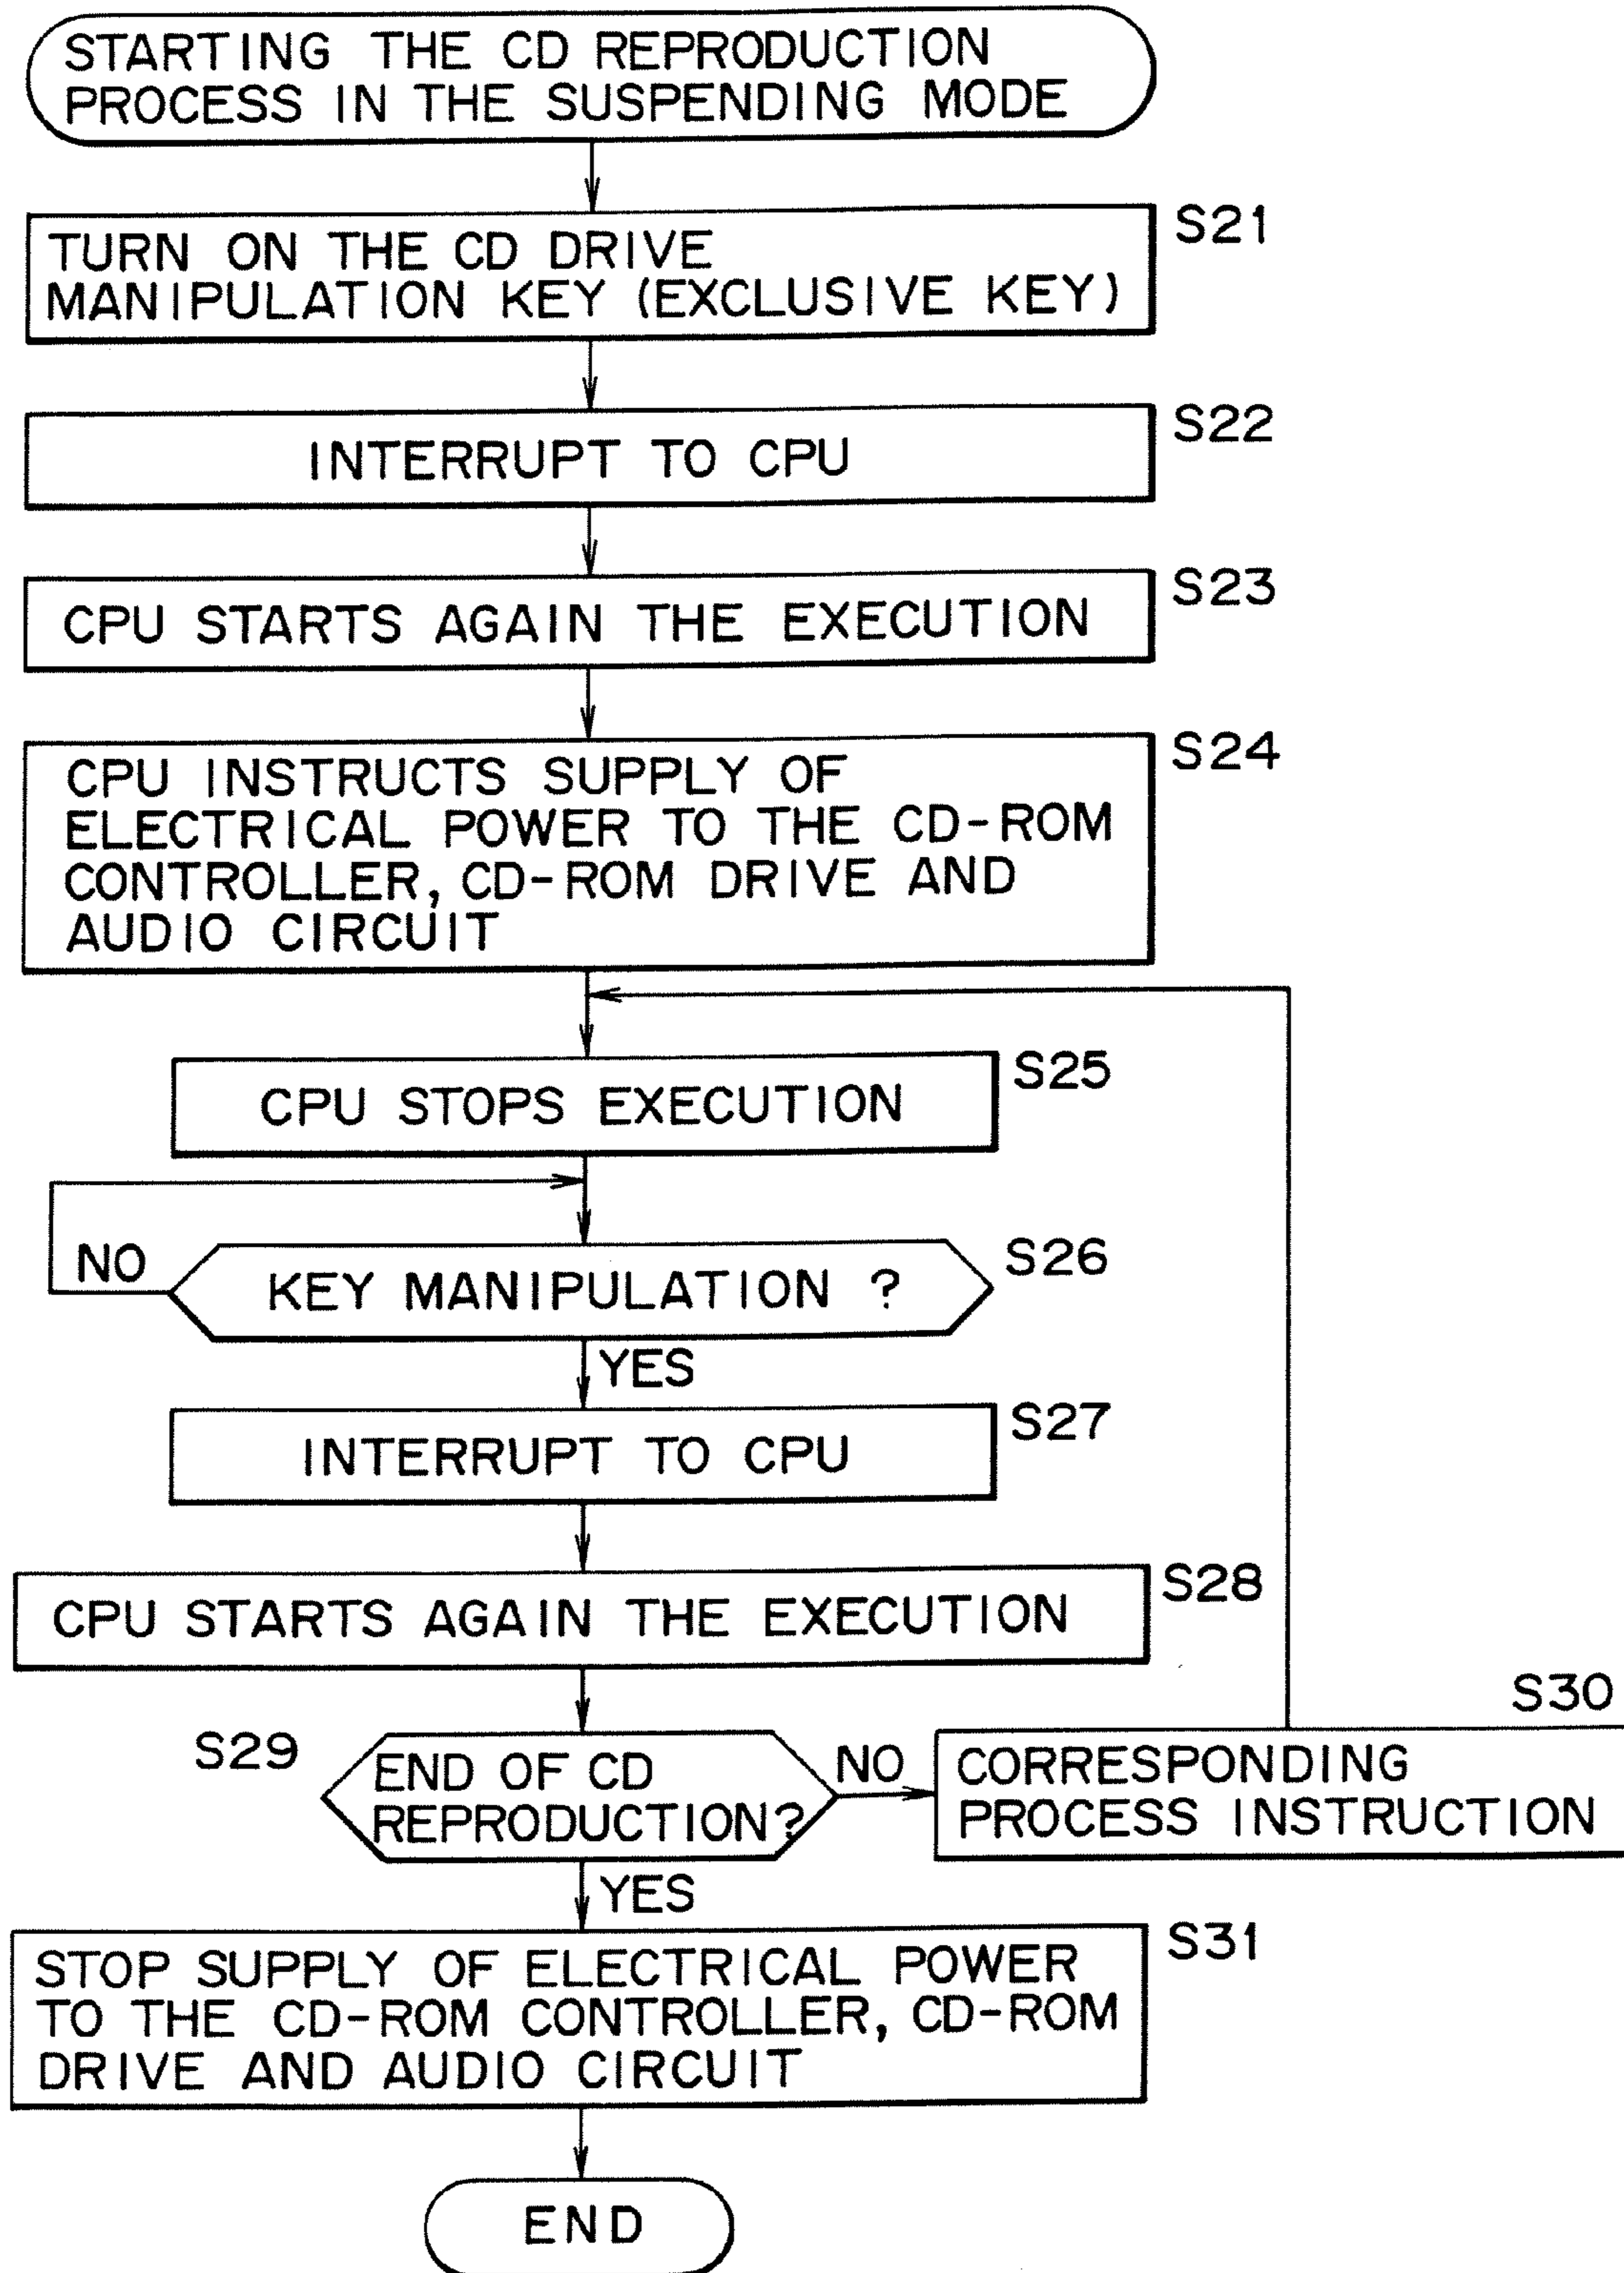 STARTING THE CD REPRODUCTION
PROCESS IN THE SUSPENDING MODE
S21
TURN ON THE CD DRIVE
MANIPULATION KEY (EXCLUSIVE KEY)
S22
INTERRUPT TO CPU
S23
CPU STARTS AGAIN THE EXECUTION
S24
CPU INSTRUCTS SUPPLY OF
ELECTRICAL POWER TO THE CD-ROM
CONTROLLER, CD-ROM DRIVE AND
AUDIO CIRCUIT
S25
CPU STOPS EXECUTION
S26
NO
KEY MANIPULATION ?
YES
S27
INTERRUPT TO CPU
S28
CPU STARTS AGAIN THE EXECUTION
S29
END OF CD
REPRODUCTION?
NO
S30
CORRESPONDING
PROCESS INSTRUCTION
YES
S31
STOP SUPPLY OF ELECTRICAL POWER
TO THE CD-ROM CONTROLLER, CD-ROM
DRIVE AND AUDIO CIRCUIT
END